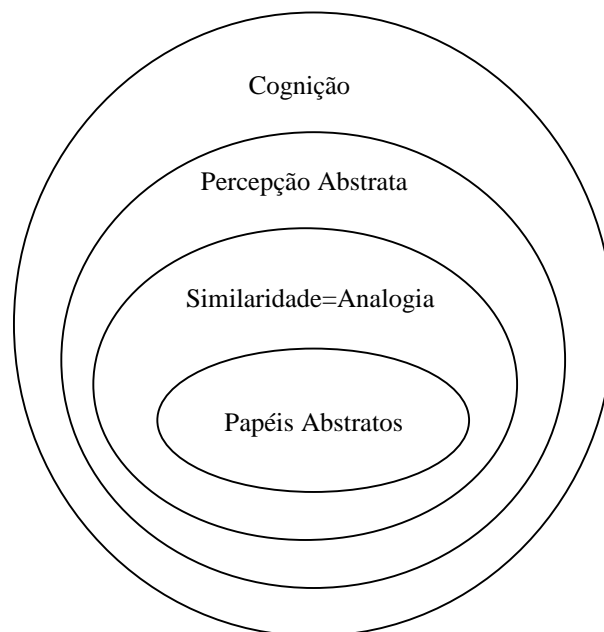 Cognição
Percepção Abstrata
Similaridade=Analogia
Papéis Abstratos